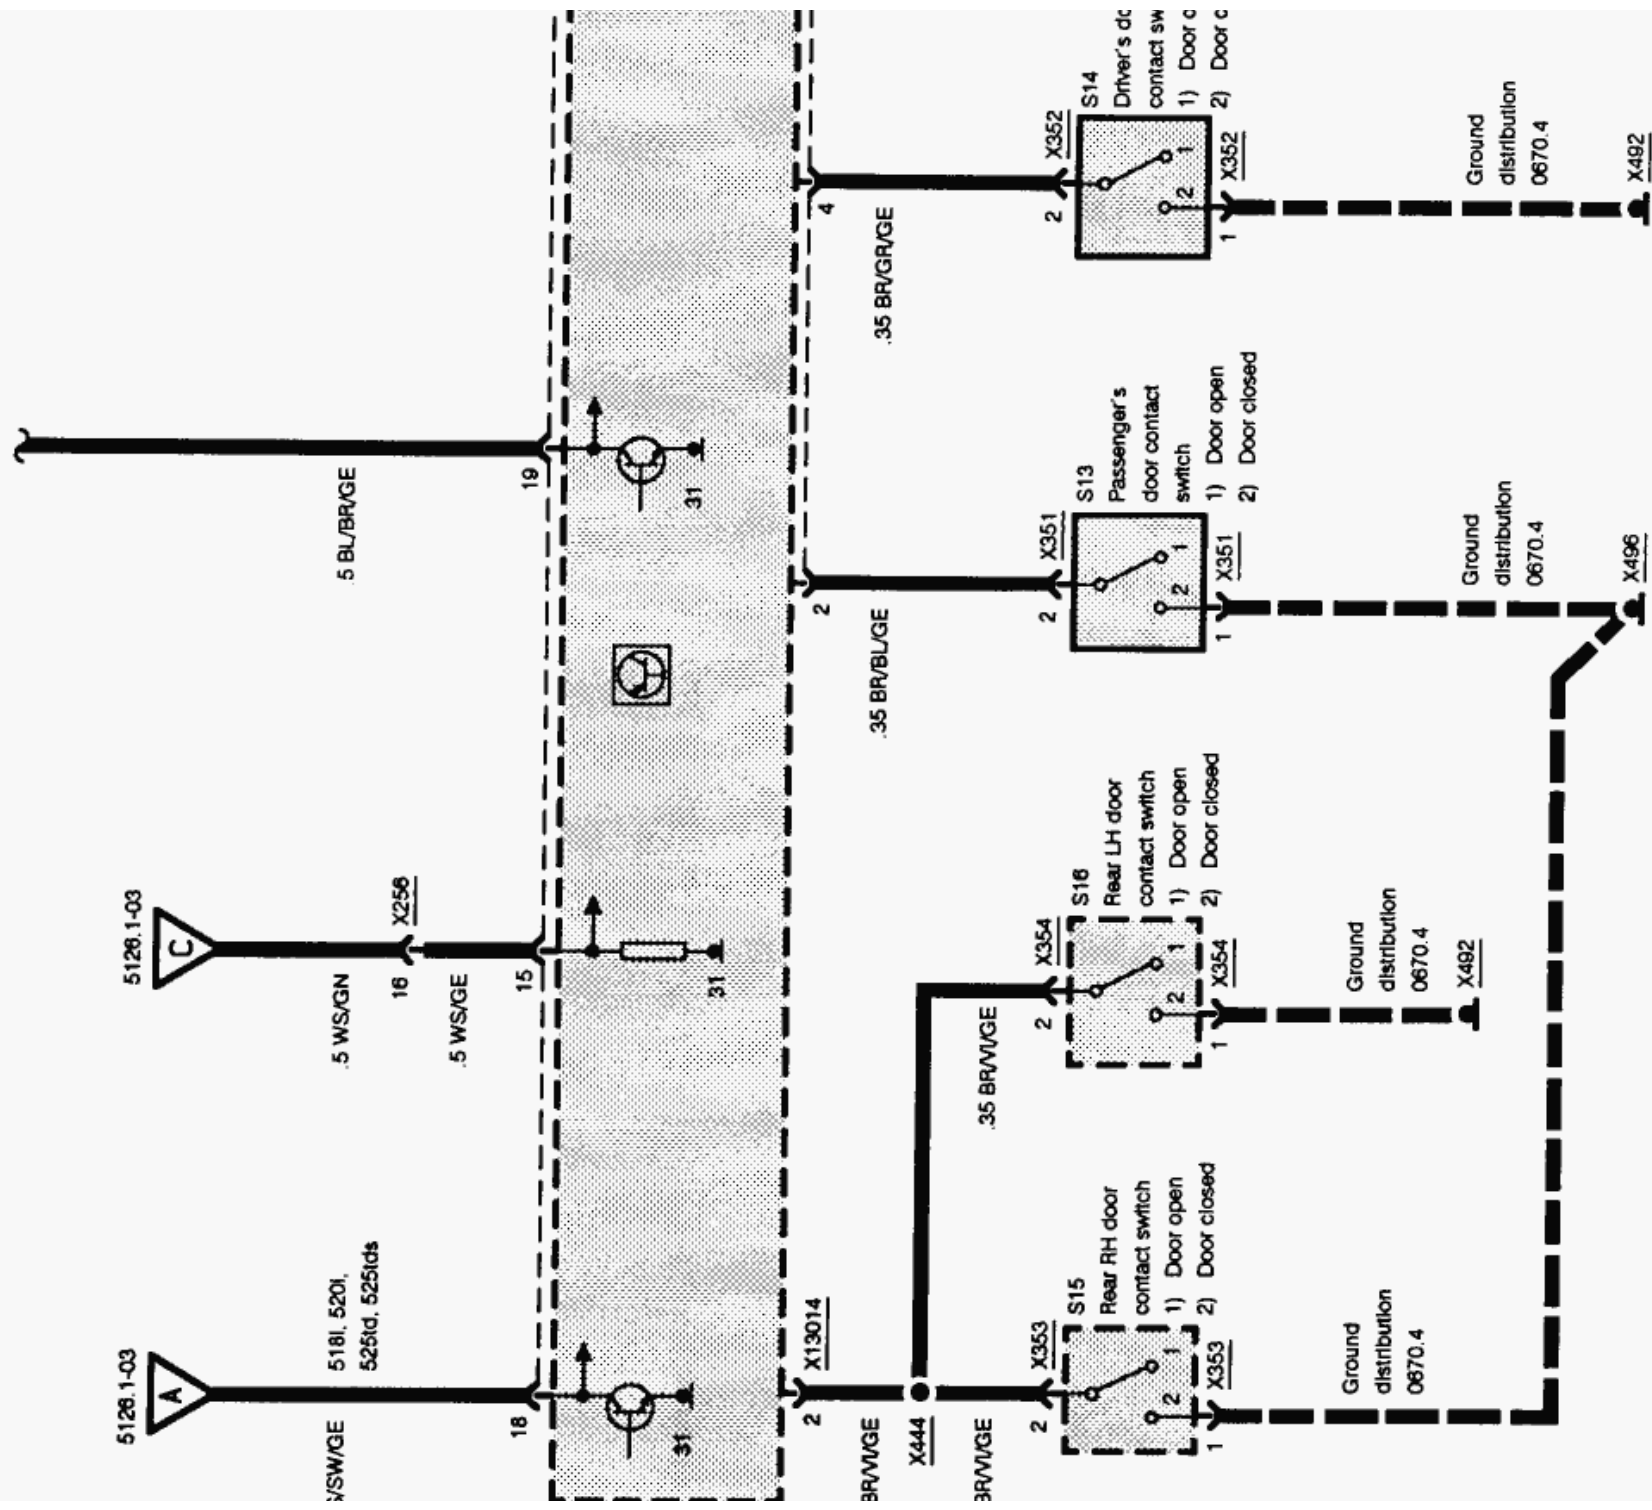 S14
Driver's do
contact sw
1) Door o
2) Door c
X352
2
4
.35 BR/GR/GE
1
2
X352
1
Ground
distribution
0670.4
X492
19
.5 BL/BR/GE
31
S13
Passenger's
door contact
switch
1) Door open
2) Door closed
X351
2
2
.35 BR/BL/GE
1
2
X351
1
Ground
distribution
0670.4
X496
5126.1-03
C
X256
16
15
.5 WS/GN
.5 WS/GE
31
S16
Rear LH door
contact switch
1) Door open
2) Door closed
X354
2
.35 BR/VI/GE
1
2
X354
1
Ground
distribution
0670.4
X492
5126.1-03
A
518i, 520i,
525td, 525tds
/SW/GE
18
31
X13014
2
BR/VI/GE
X444
BR/VI/GE
S15
Rear RH door
contact switch
1) Door open
2) Door closed
X353
2
1
2
X353
1
Ground
distribution
0670.4